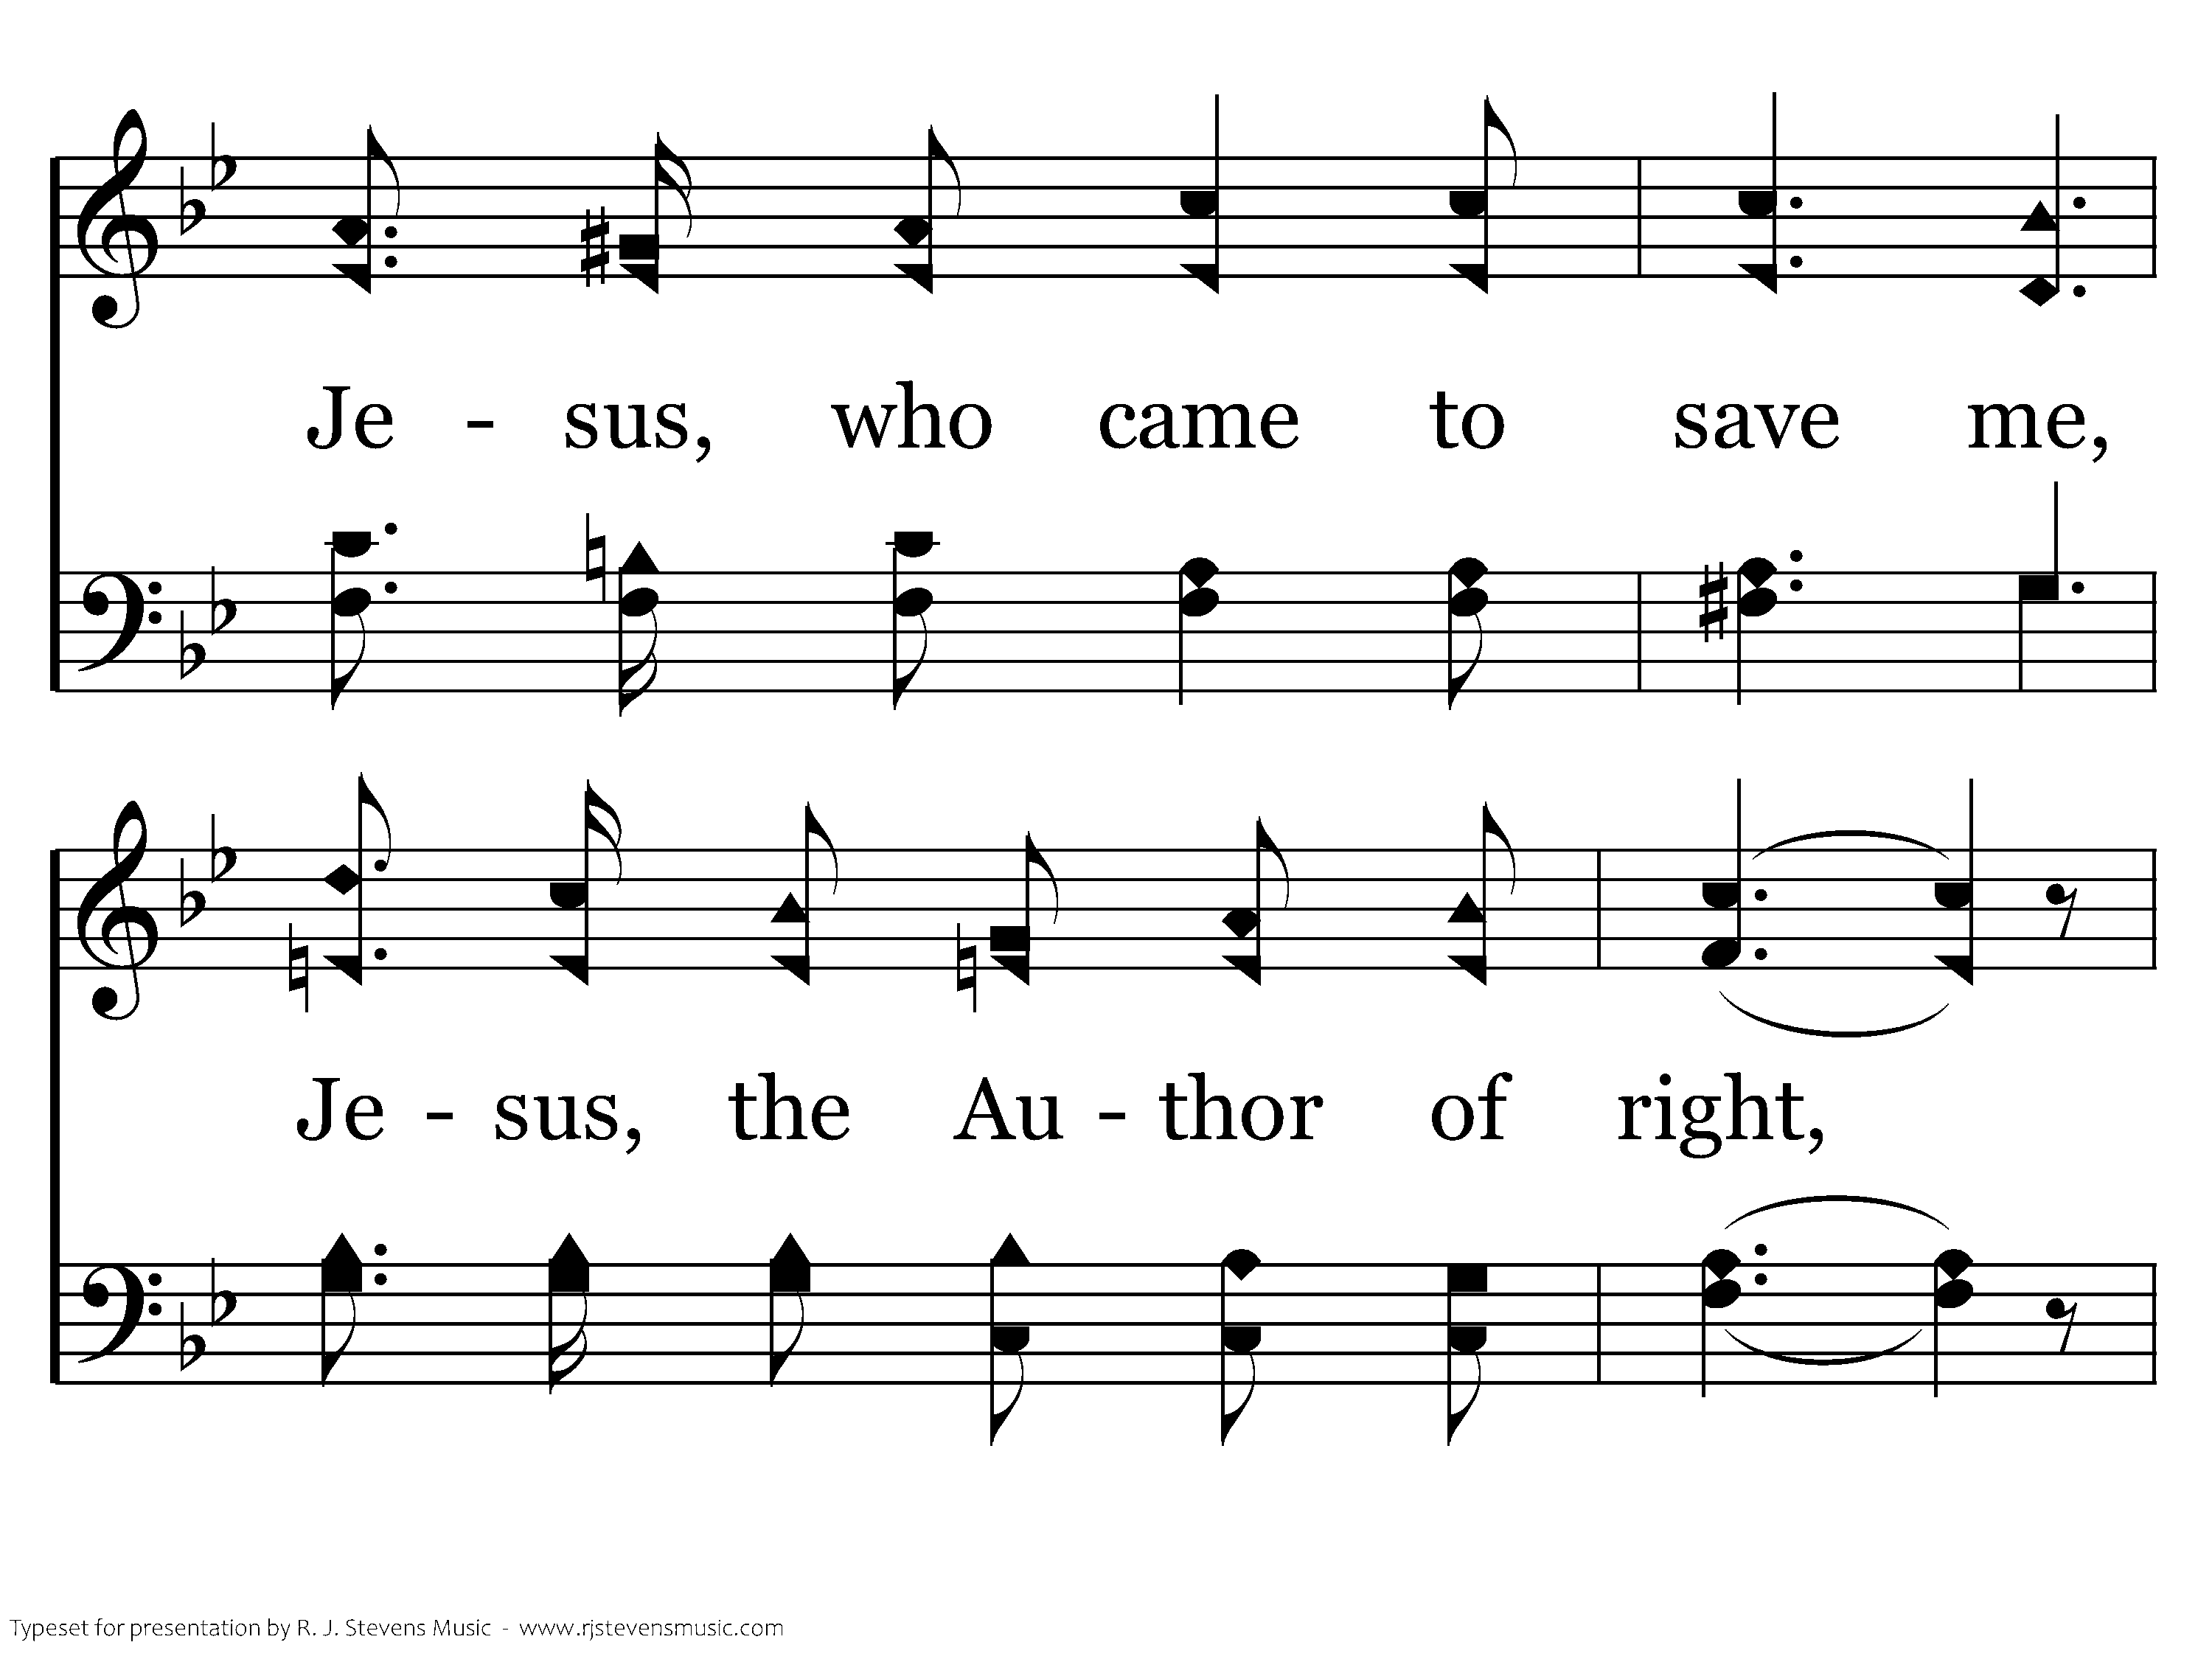 Je - sus, who came to save me,
Je - sus, the Au - thor of right,
Typeset for presentation by R. J. Stevens Music - www.rjstevensmusic.com